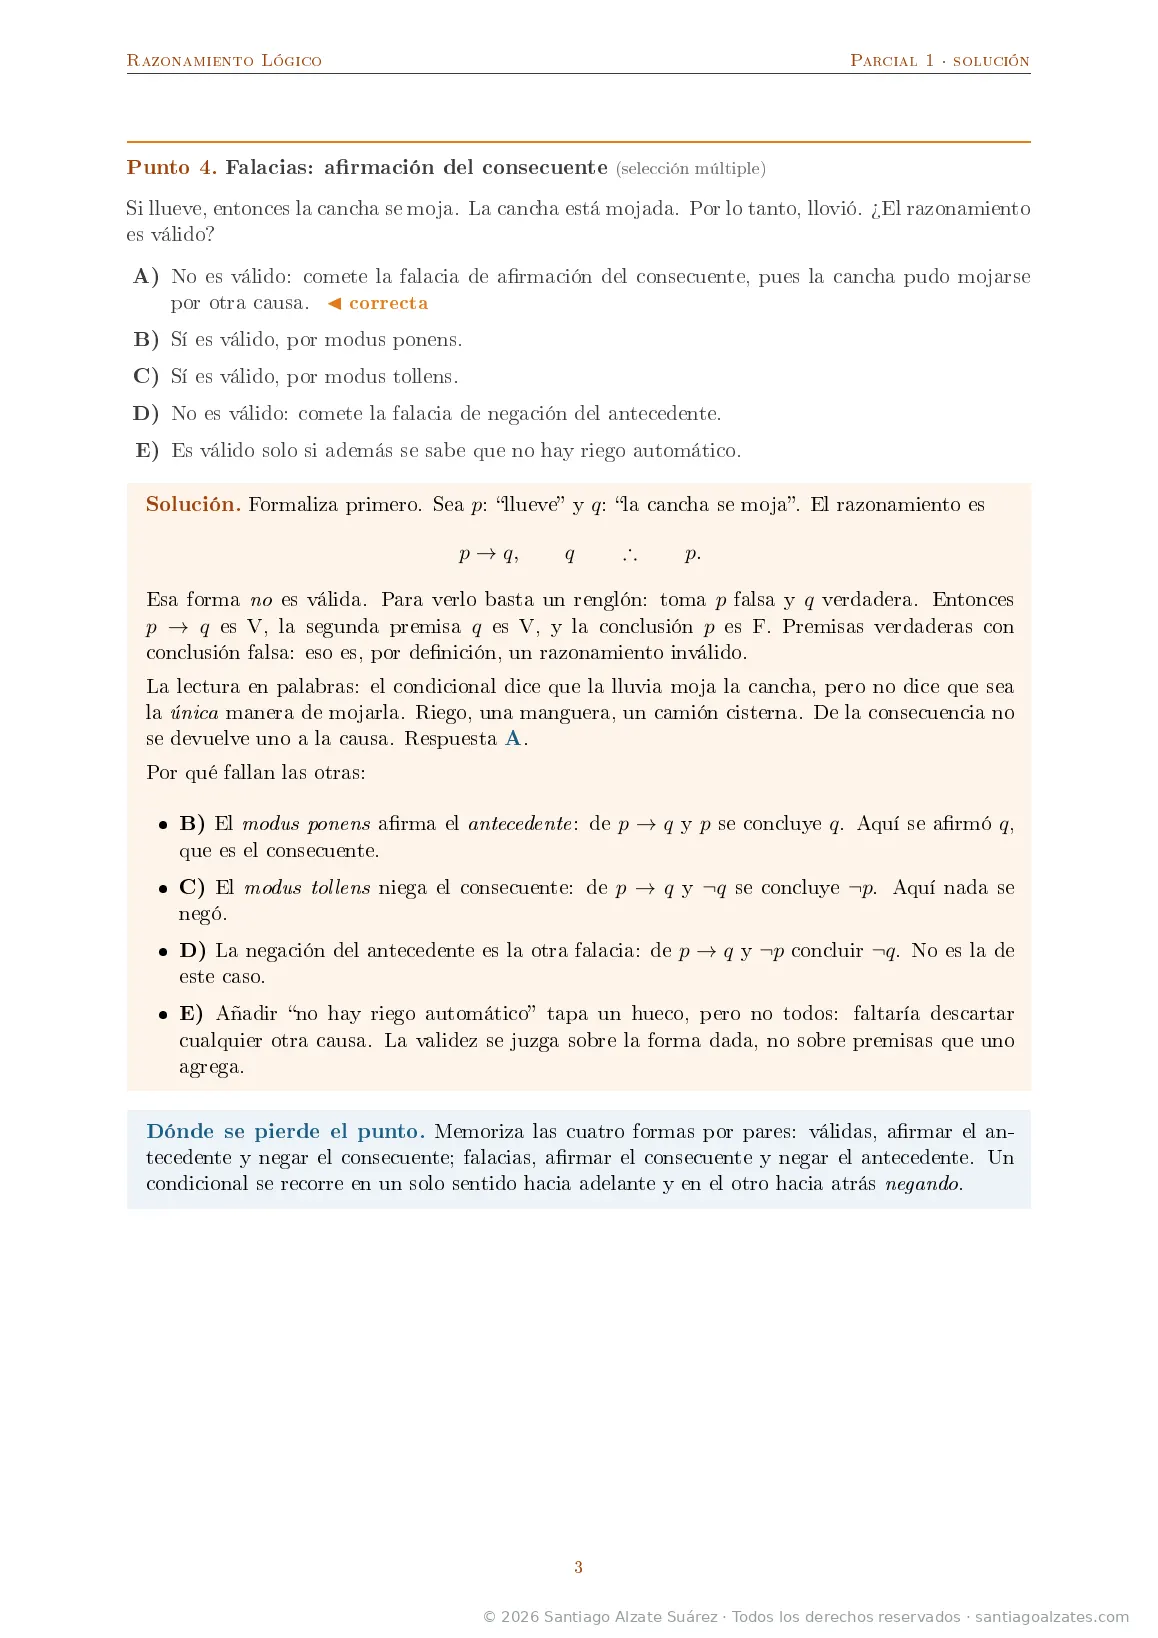 Razonamiento Lógico
Parcial 1 · solución
Punto 4. Falacias: afirmación del consecuente (selección múltiple)
Si llueve, entonces la cancha se moja. La cancha está mojada. Por lo tanto, llovió. ¿El razonamiento
es válido?
A) No es válido: comete la falacia de afirmación del consecuente, pues la cancha pudo mojarse
por otra causa. ◀ correcta
B) Sí es válido, por modus ponens.
C) Sí es válido, por modus tollens.
D) No es válido: comete la falacia de negación del antecedente.
E) Es válido solo si además se sabe que no hay riego automático.
Solución. Formaliza primero. Sea p: “llueve” y q: “la cancha se moja”. El razonamiento es
p → q, q ∴ p.
Esa forma no es válida. Para verlo basta un renglón: toma p falsa y q verdadera. Entonces
p → q es V, la segunda premisa q es V, y la conclusión p es F. Premisas verdaderas con
conclusión falsa: eso es, por definición, un razonamiento inválido.
La lectura en palabras: el condicional dice que la lluvia moja la cancha, pero no dice que sea
la única manera de mojarla. Riego, una manguera, un camión cisterna. De la consecuencia no
se devuelve uno a la causa. Respuesta A.
Por qué fallan las otras:
• B) El modus ponens afirma el antecedente: de p → q y p se concluye q. Aquí se afirmó q,
que es el consecuente.
• C) El modus tollens niega el consecuente: de p → q y ¬q se concluye ¬p. Aquí nada se
negó.
• D) La negación del antecedente es la otra falacia: de p → q y ¬p concluir ¬q. No es la de
este caso.
• E) Añadir “no hay riego automático” tapa un hueco, pero no todos: faltaría descartar
cualquier otra causa. La validez se juzga sobre la forma dada, no sobre premisas que uno
agrega.
Dónde se pierde el punto. Memoriza las cuatro formas por pares: válidas, afirmar el an-
tecedente y negar el consecuente; falacias, afirmar el consecuente y negar el antecedente. Un
condicional se recorre en un solo sentido hacia adelante y en el otro hacia atrás negando.
3
© 2026 Santiago Alzate Suárez · Todos los derechos reservados · santiagoalzates.com